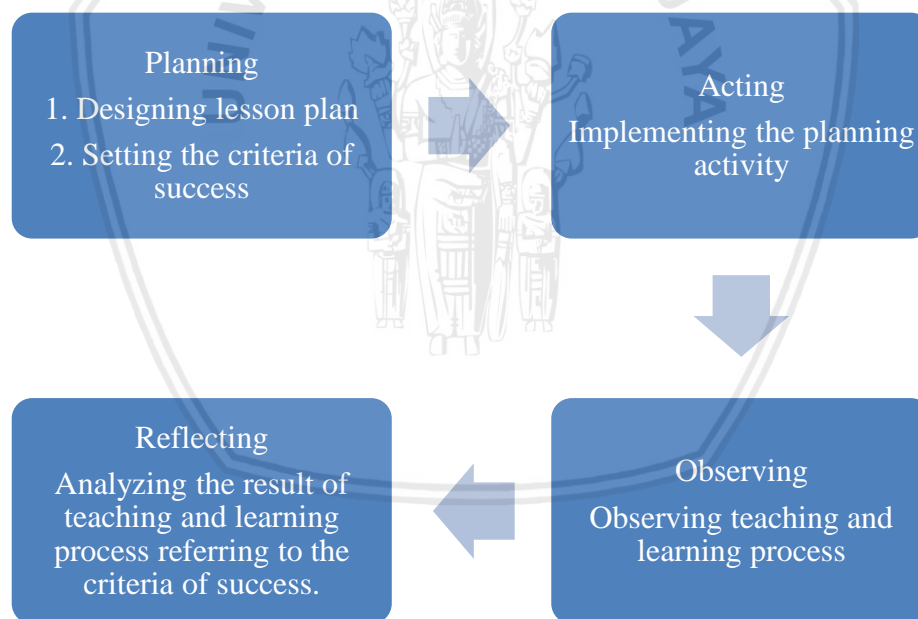 Planning
1. Designing lesson plan
2. Setting the criteria of
success
Acting
Implementing the planning
activity
Reflecting
Analyzing the result of
teaching and learning
process referring to the
criteria of success.
Observing
Observing teaching and
learning process